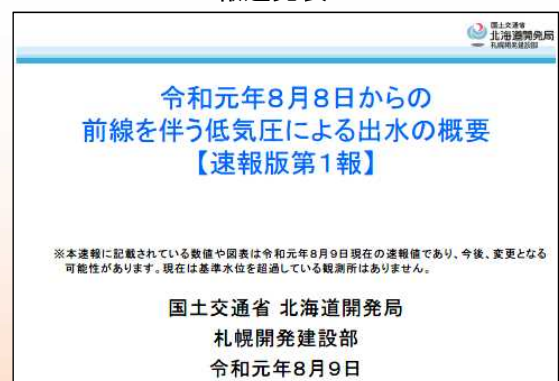 国土交通省
北海道開発局
札幌開発建設部
令和元年8月8日からの
前線を伴う低気圧による出水の概要
【速報版第1報】
※本速報に記載されている数値や図表は令和元年8月9日現在の速報値であり、今後、変更となる
可能性があります。現在は基準水位を超過している観測所はありません。
国土交通省 北海道開発局
札幌開発建設部
令和元年8月9日